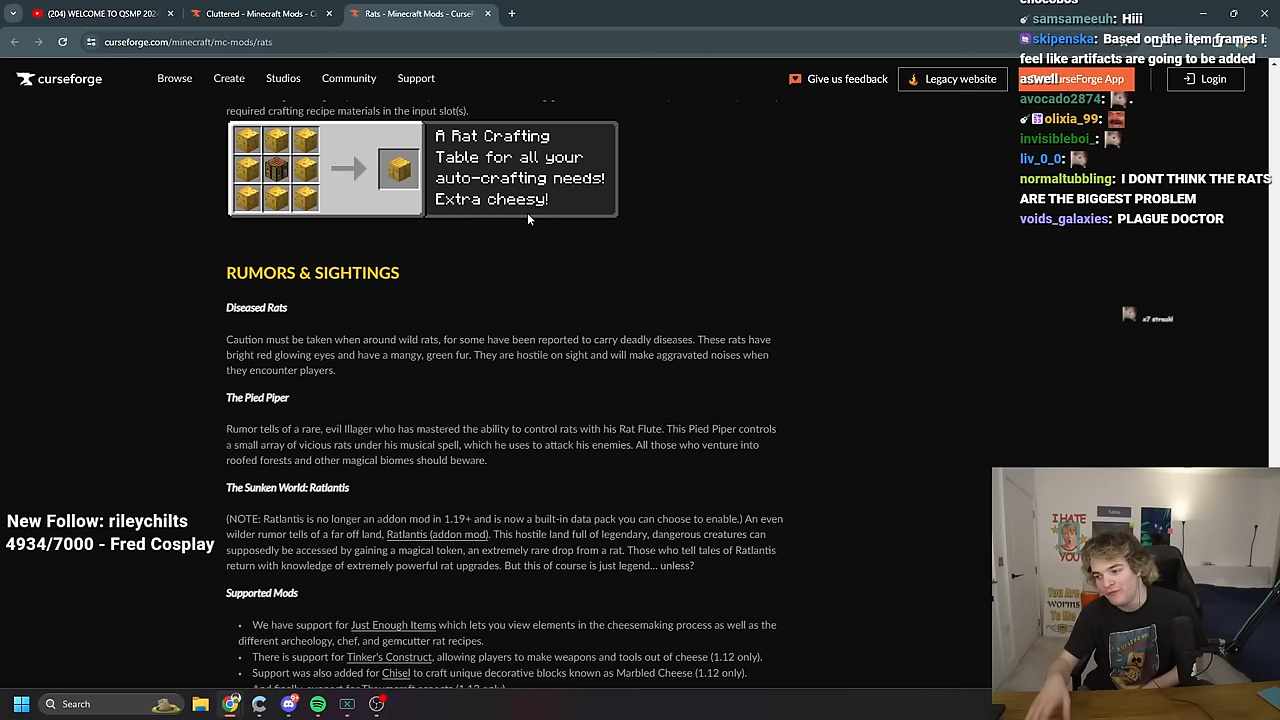 (204) WELCOME TO QSMP 202
Cluttered - Minecraft Mods - C
Rats - Minecraft Mods - CurseF
curseforge.com/minecraft/mc-mods/rats
curseforge
Browse
Create
Studios
Community
Support
Give us feedback
Legacy website
CurseForge App
Login
required crafting recipe materials in the input slot(s).
A Rat Crafting
Table for all your
auto-crafting needs!
Extra cheesy!
RUMORS & SIGHTINGS
Diseased Rats
Caution must be taken when around wild rats, for some have been reported to carry deadly diseases. These rats have
bright red glowing eyes and have a mangy, green fur. They are hostile on sight and will make aggravated noises when
they encounter players.
The Pied Piper
Rumor tells of a rare, evil Illager who has mastered the ability to control rats with his Rat Flute. This Pied Piper controls
a small array of vicious rats under his musical spell, which he uses to attack his enemies. All those who venture into
roofed forests and other magical biomes should beware.
The Sunken World: Ratlantis
(NOTE: Ratlantis is no longer an addon mod in 1.19+ and is now a built-in data pack you can choose to enable.) An even
wilder rumor tells of a far off land, Ratlantis (addon mod). This hostile land full of legendary, dangerous creatures can
supposedly be accessed by gaining a magical token, an extremely rare drop from a rat. Those who tell tales of Ratlantis
return with knowledge of extremely powerful rat upgrades. But this of course is just legend... unless?
Supported Mods
• We have support for Just Enough Items which lets you view elements in the cheesemaking process as well as the
different archeology, chef, and gemcutter rat recipes.
• There is support for Tinker's Construct, allowing players to make weapons and tools out of cheese (1.12 only).
• Support was also added for Chisel to craft unique decorative blocks known as Marbled Cheese (1.12 only).
New Follow: rileychilts
4934/7000 - Fred Cosplay
chocobos
samsameeuh: Hiii
skipenska: Based on the item frames I
feel like artifacts are going to be added
aswell
avocado2874: .
olixia_99:
invisibleboi_:
liv_0_0:
normaltubbling: I DONT THINK THE RATS
ARE THE BIGGEST PROBLEM
voids_galaxies: PLAGUE DOCTOR
x7 streak!
I HATE
YOU
You Are
worms
To Me
Search